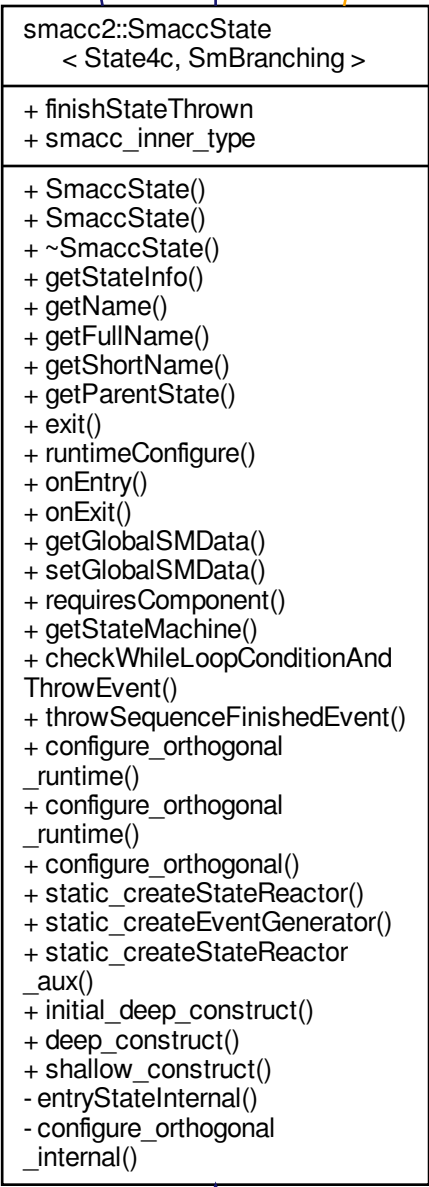 smacc2::SmaccState
< State4c, SmBranching >
+ finishStateThrown
+ smacc_inner_type
+ SmaccState()
+ SmaccState()
+ ~SmaccState()
+ getStateInfo()
+ getName()
+ getFullName()
+ getShortName()
+ getParentState()
+ exit()
+ runtimeConfigure()
+ onEntry()
+ onExit()
+ getGlobalSMData()
+ setGlobalSMData()
+ requiresComponent()
+ getStateMachine()
+ checkWhileLoopConditionAnd
ThrowEvent()
+ throwSequenceFinishedEvent()
+ configure_orthogonal
_runtime()
+ configure_orthogonal
_runtime()
+ configure_orthogonal()
+ static_createStateReactor()
+ static_createEventGenerator()
+ static_createStateReactor
_aux()
+ initial_deep_construct()
+ deep_construct()
+ shallow_construct()
- entryStateInternal()
- configure_orthogonal
_internal()